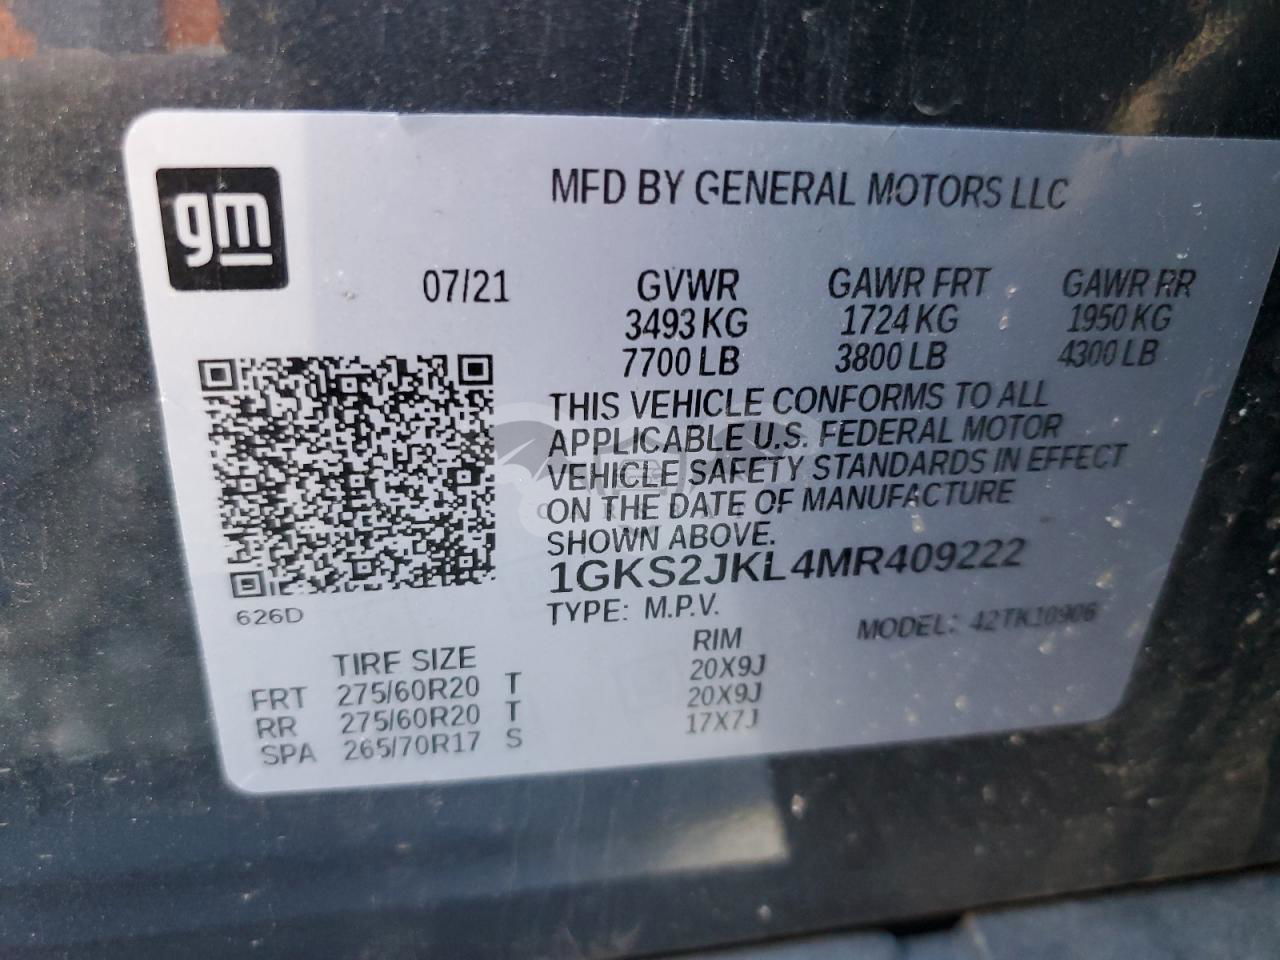 gm
MFD BY GENERAL MOTORS LLC
07/21 GVWR GAWR FRT GAWR RR
3493 KG 1724 KG 1950 KG
7700 LB 3800 LB 4300 LB
THIS VEHICLE CONFORMS TO ALL
APPLICABLE U.S. FEDERAL MOTOR
VEHICLE SAFETY STANDARDS IN EFFECT
ON THE DATE OF MANUFACTURE
SHOWN ABOVE.
1GKS2JKL4MR409222
626D
TYPE: M.P.V. MODEL: 42TK10906
TIRE SIZE RIM
FRT 275/60R20 T 20X9J
RR 275/60R20 T 20X9J
SPA 265/70R17 S 17X7J